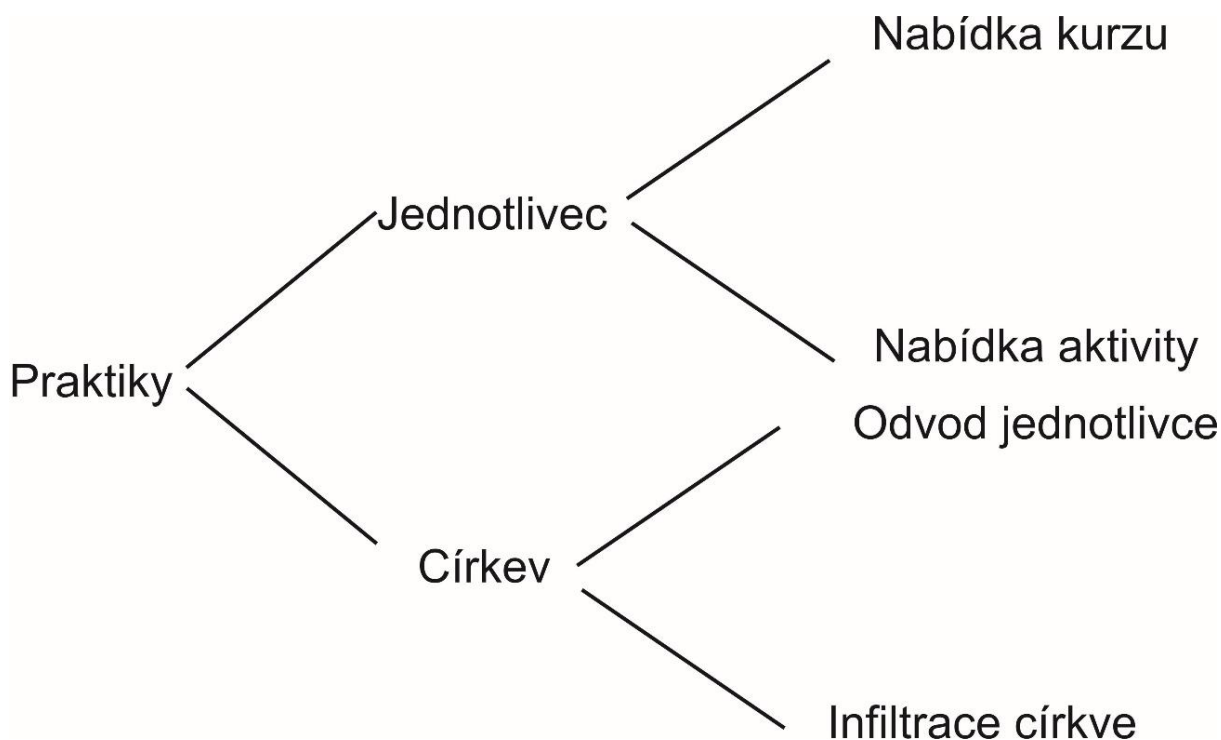 Nabídka kurzu
Jednotlivec
Nabídka aktivity
Praktiky
Odvod jednotlivce
Církev
Infiltrace církve